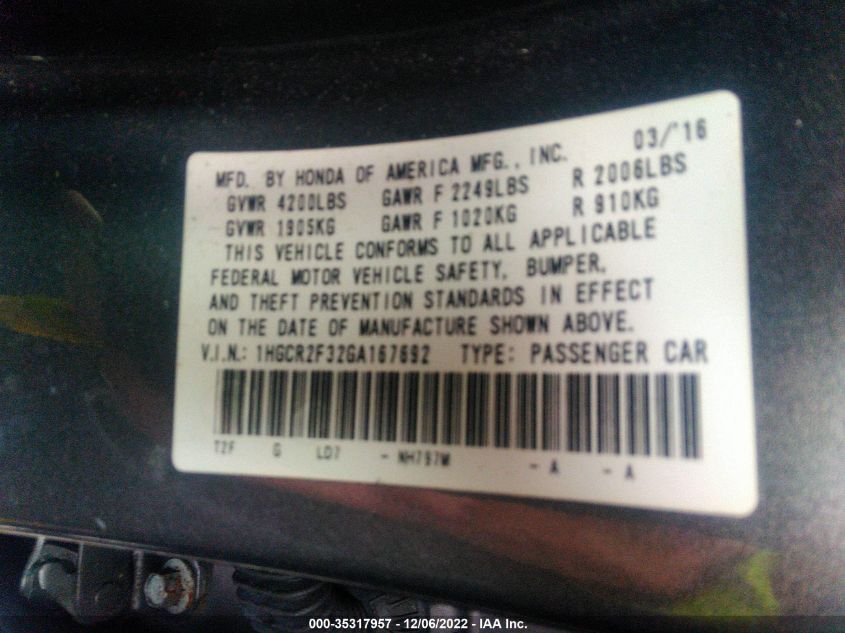 03/'16
MFD. BY HONDA OF AMERICA MFG., INC.
GVWR 4200LBS GAWR F 2249LBS R 2006LBS
GVWR 1905KG GAWR F 1020KG R 910KG
THIS VEHICLE CONFORMS TO ALL APPLICABLE
FEDERAL MOTOR VEHICLE SAFETY, BUMPER,
AND THEFT PREVENTION STANDARDS IN EFFECT
ON THE DATE OF MANUFACTURE SHOWN ABOVE.
V.I.N.: 1HGCR2F32GA167692 TYPE: PASSENGER CAR
T2F G LD7 - NH797M - A - A
000-35317957 - 12/06/2022 - IAA Inc.